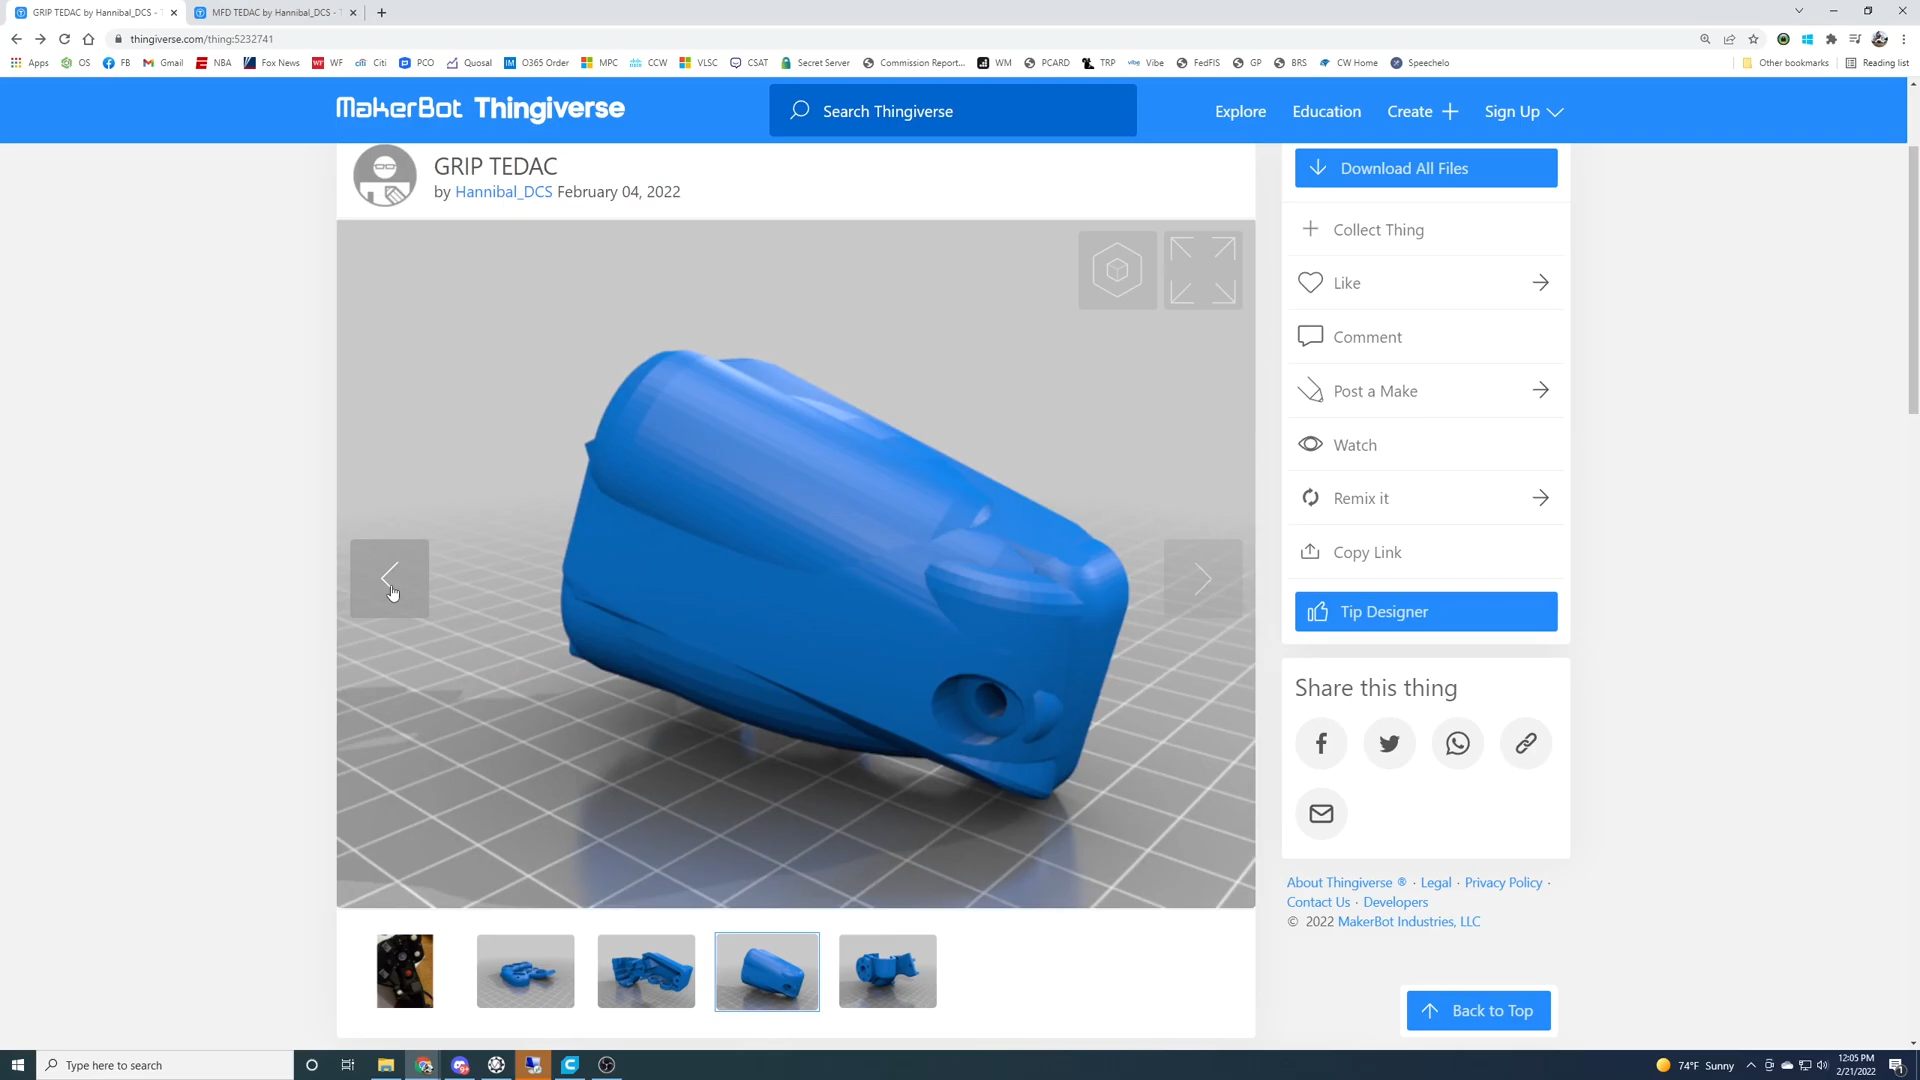 GRIP TEDAC by Hannibal_DCS -
MFD TEDAC by Hannibal_DCS -
thingiverse.com/thing:5232741
Apps OS FB Gmail NBA Fox News WF Citi PCO Quosal O365 Order MPC CCW VLSC CSAT Secret Server Commission Report... WM PCARD TRP Vibe FedFIS GP BRS CW Home Speechelo Other bookmarks Reading list
MakerBot Thingiverse
Search Thingiverse
Explore Education Create Sign Up
GRIP TEDAC
by Hannibal_DCS February 04, 2022
Download All Files
Collect Thing
Like
Comment
Post a Make
Watch
Remix it
Copy Link
Tip Designer
Share this thing
About Thingiverse ® · Legal · Privacy Policy ·
Contact Us · Developers
© 2022 MakerBot Industries, LLC
Back to Top
Type here to search
74°F Sunny
12:05 PM
2/21/2022